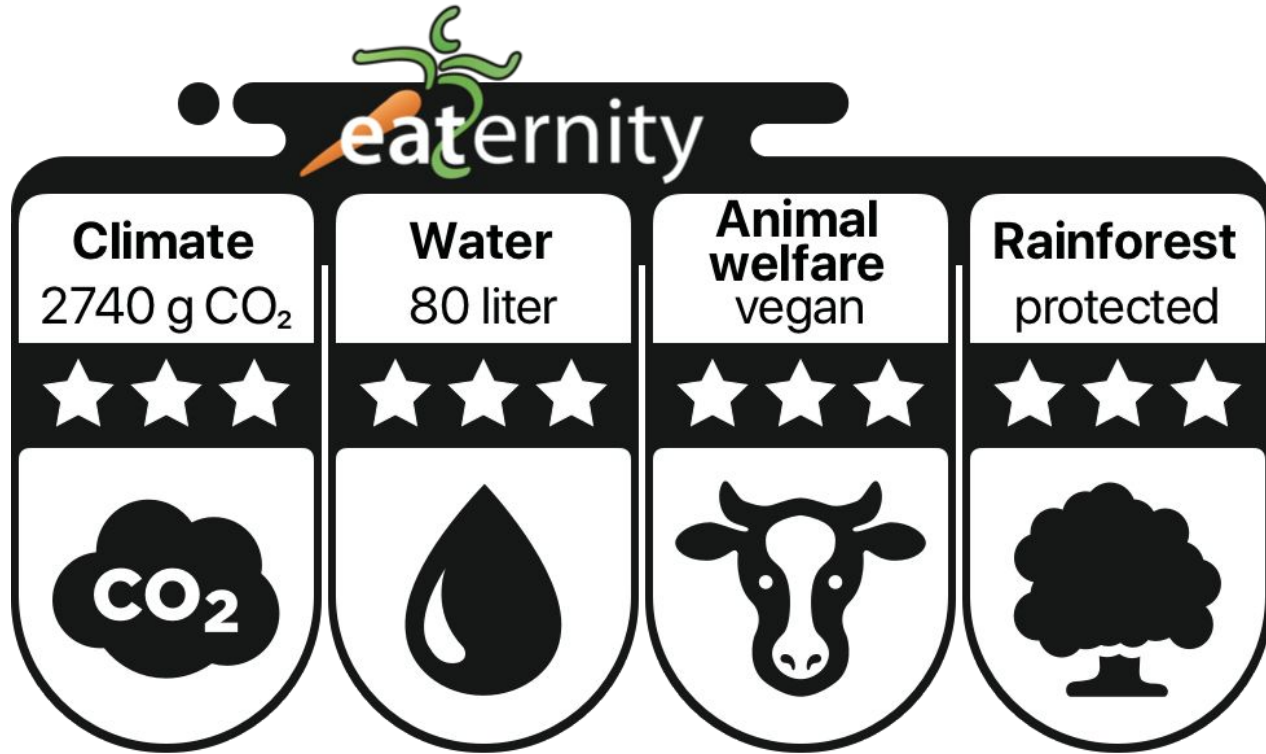 eaternity
Climate
2740 g CO₂
Water
80 liter
Animal
welfare
vegan
Rainforest
protected
CO₂